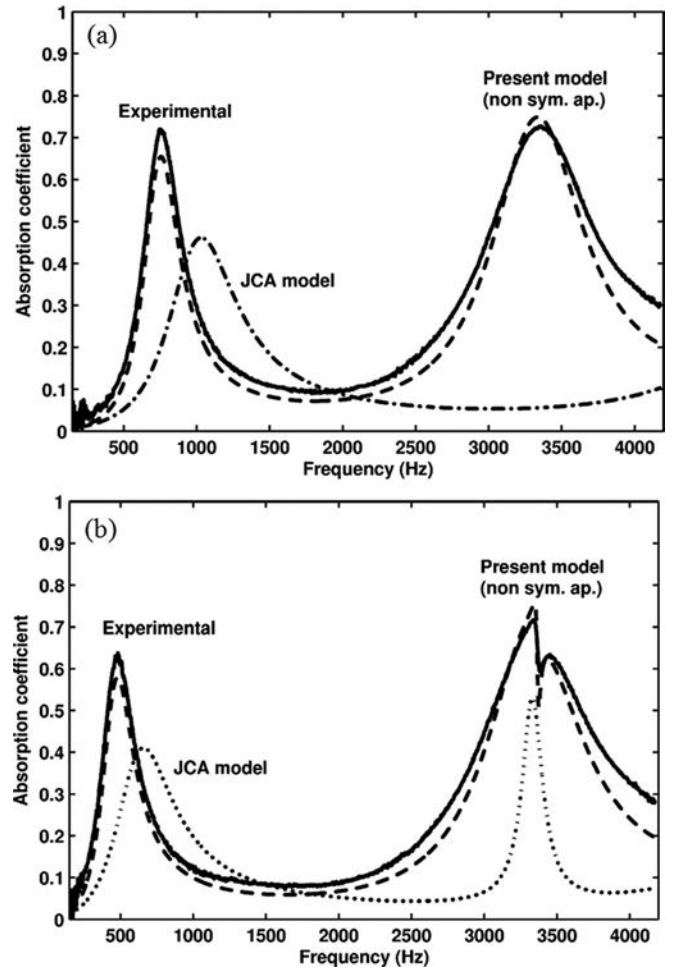 (a)
1
0.9
0.8
0.7
0.6
0.5
0.4
0.3
0.2
0.1
0
Absorption coefficient
Experimental
Present model
(non sym. ap.)
JCA model
500 1000 1500 2000 2500 3000 3500 4000
Frequency (Hz)
(b)
1
0.9
0.8
0.7
0.6
0.5
0.4
0.3
0.2
0.1
0
Absorption coefficient
Experimental
Present model
(non sym. ap.)
JCA model
500 1000 1500 2000 2500 3000 3500 4000
Frequency (Hz)